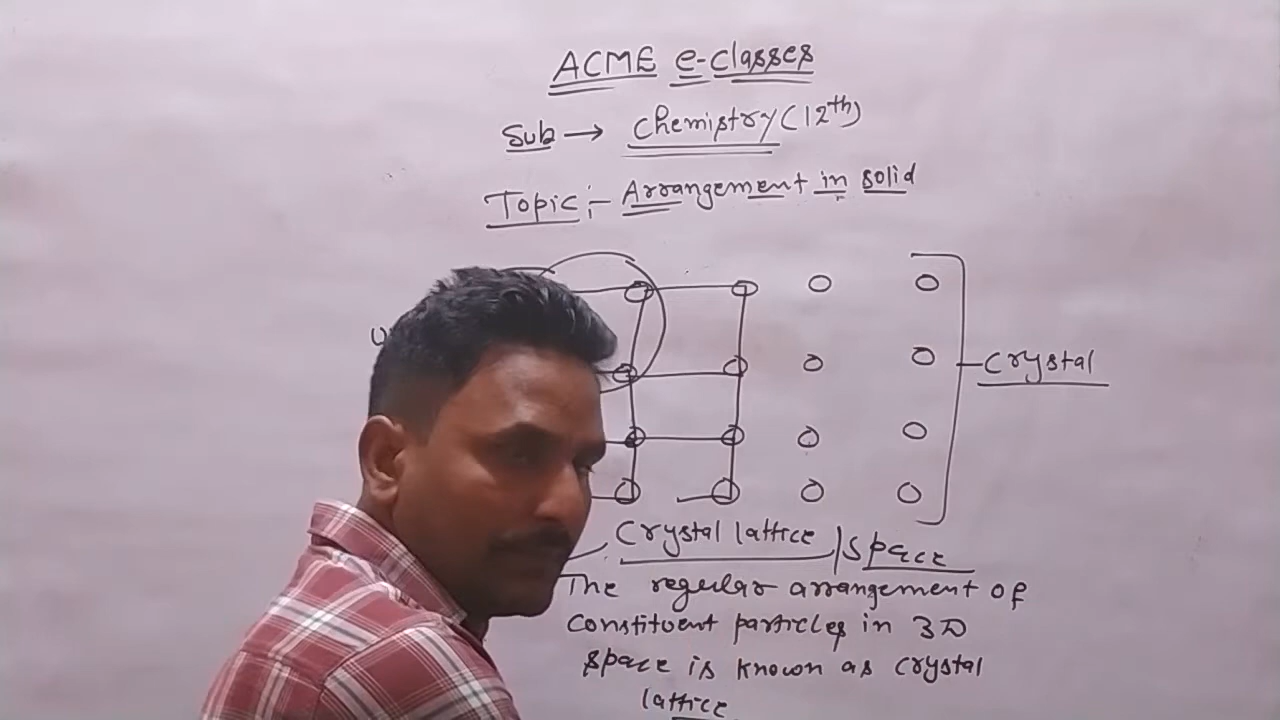 ACME e-classes
Sub → Chemistry (12th)
Topic :- Arrangement in solid
Crystal
Crystal lattice / space
The regular arrangement of
constituent particles in 3D
space is known as crystal
lattice